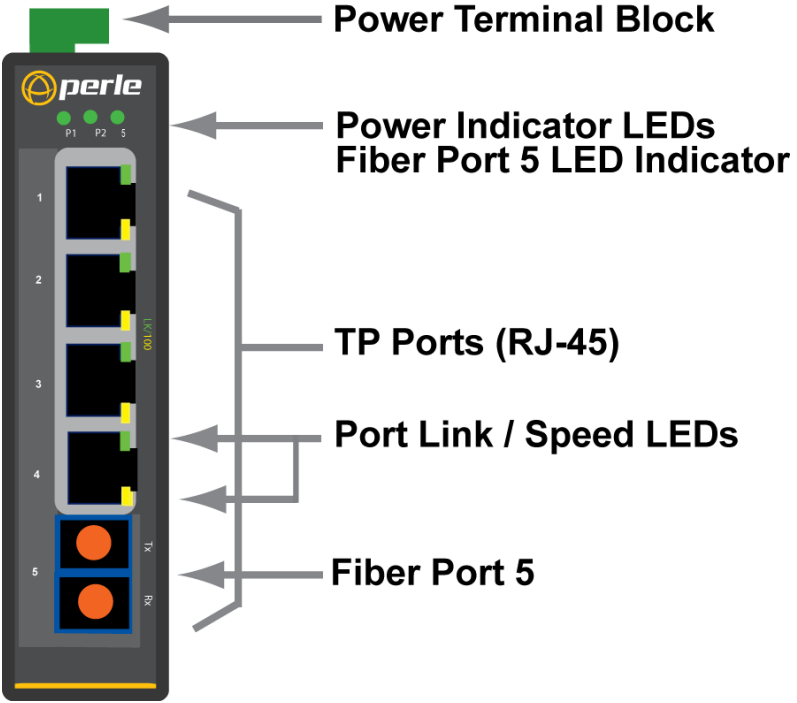 Power Terminal Block
perle
P1 P2 5
Power Indicator LEDs
Fiber Port 5 LED Indicator
1
2
LK/100
TP Ports (RJ-45)
3
Port Link / Speed LEDs
4
Tx
5
Fiber Port 5
Rx